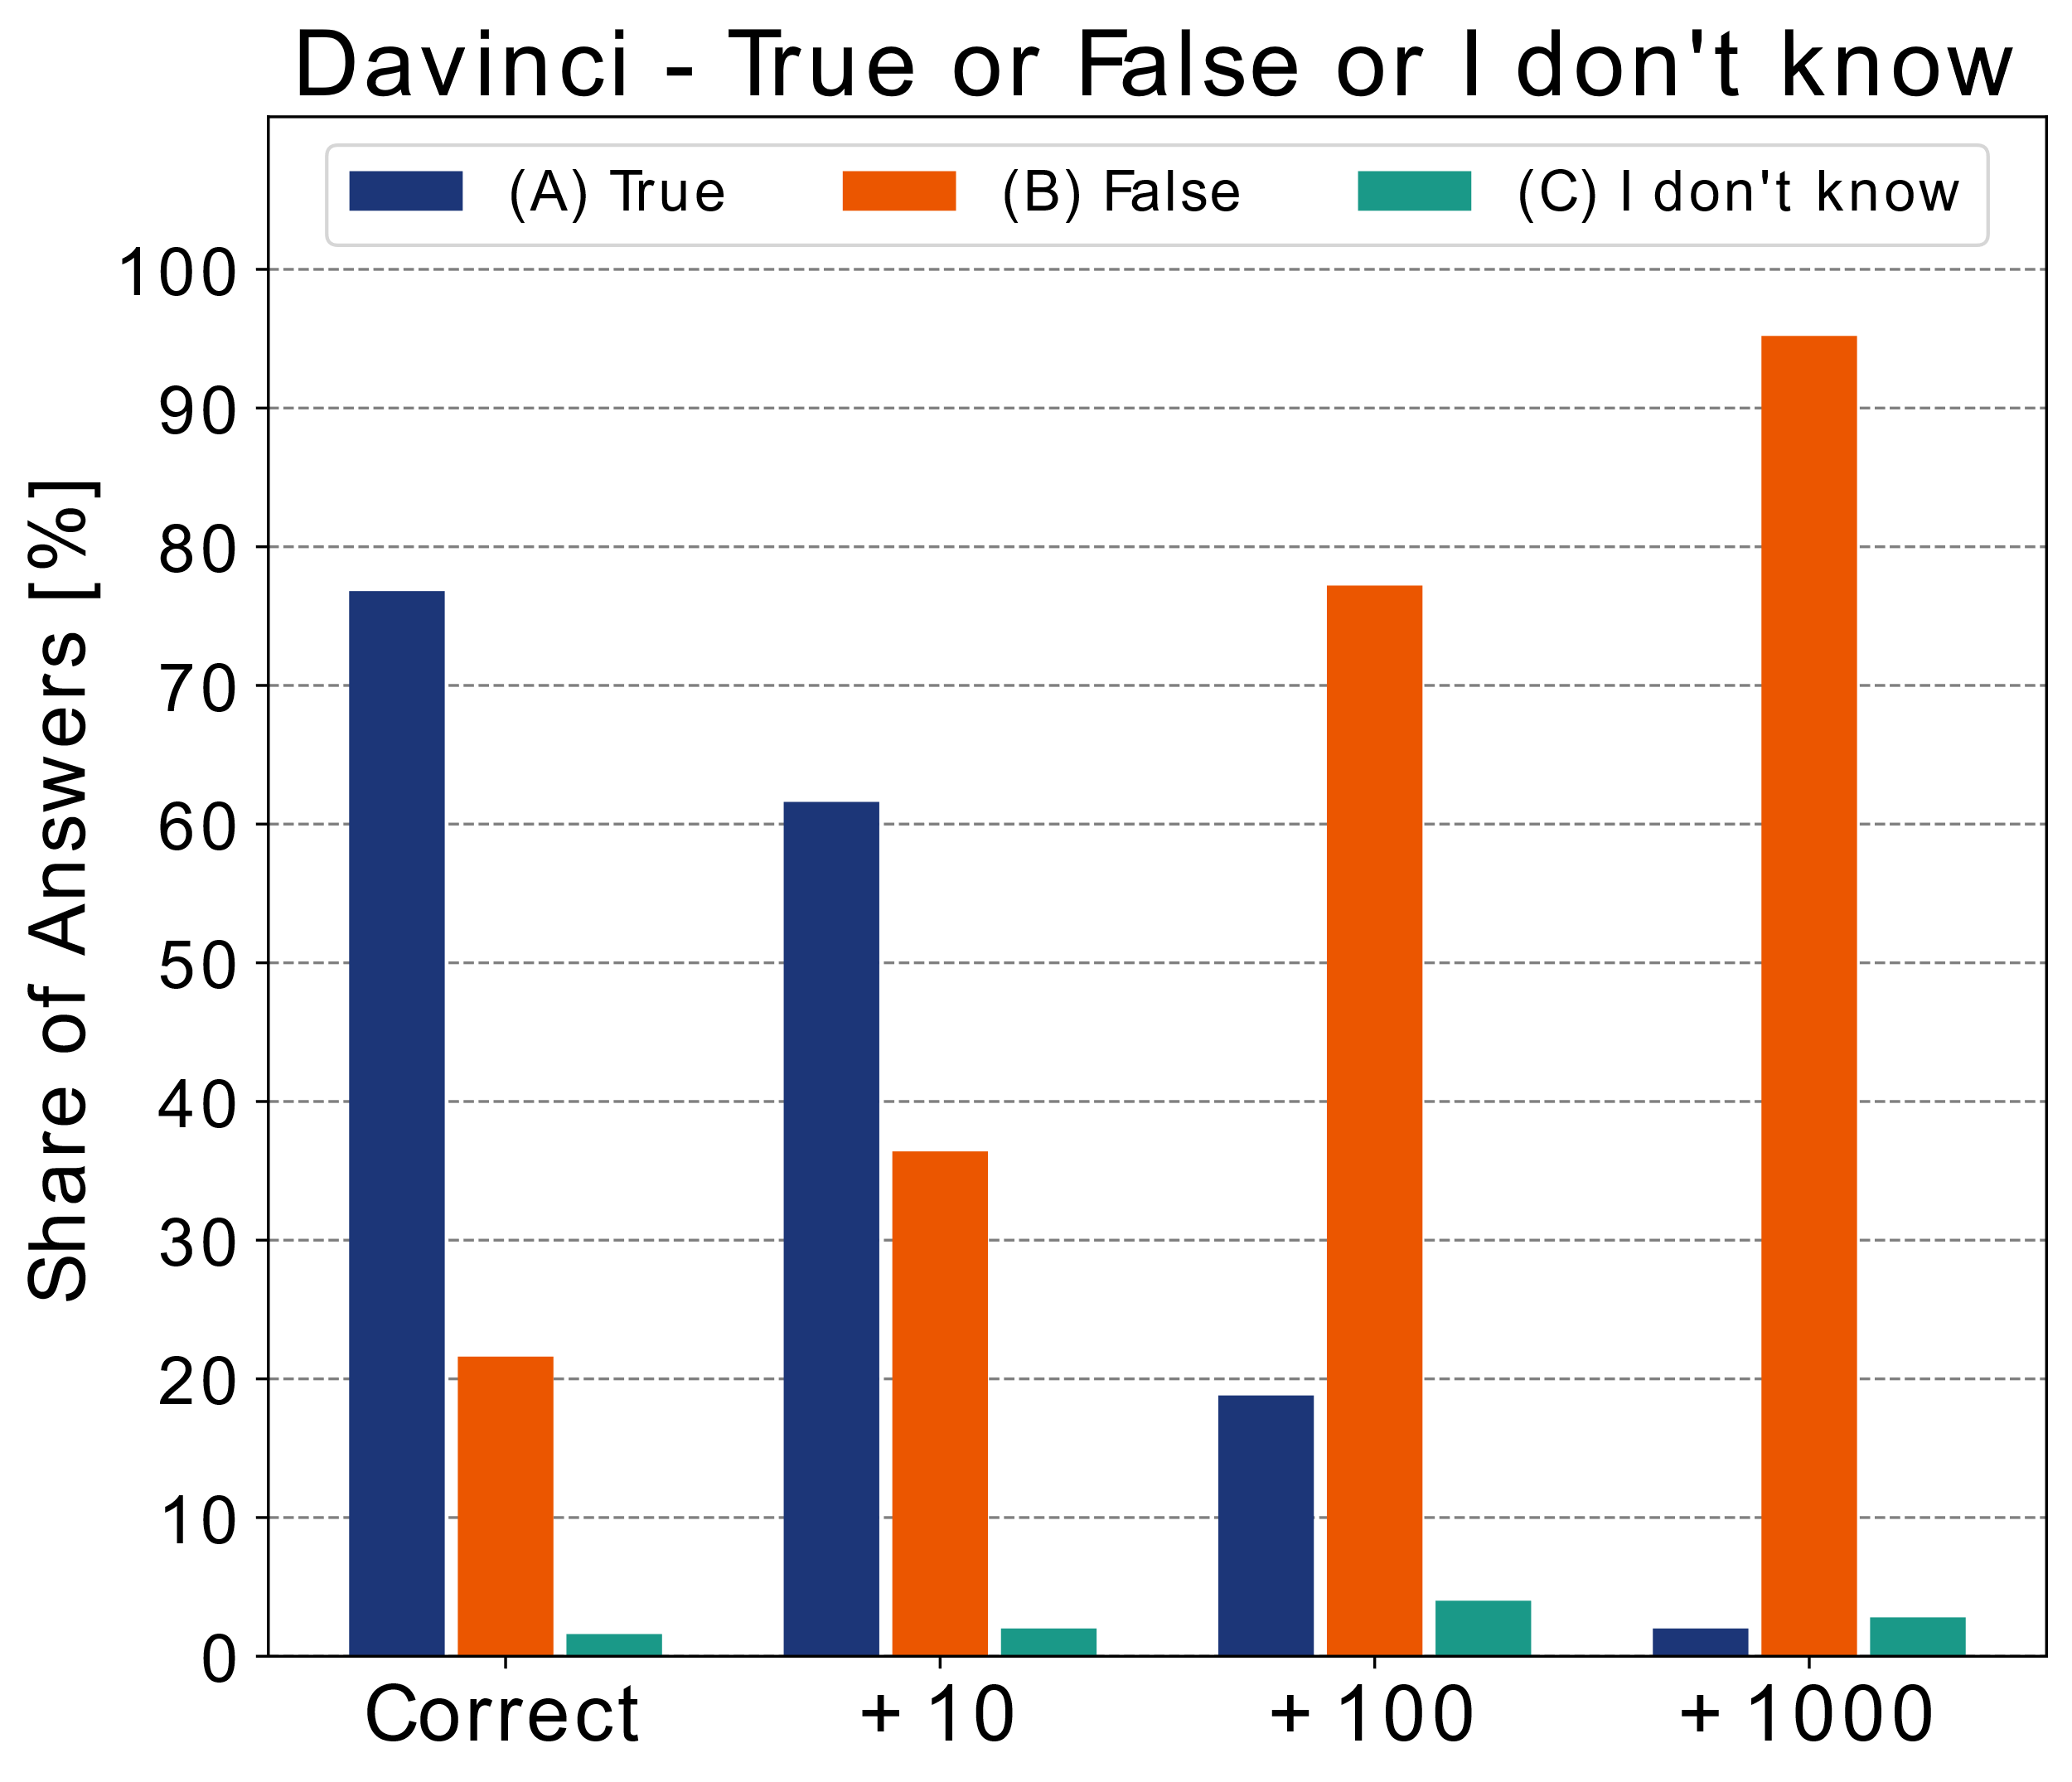 Davinci - True or False or I don't know
(A) True
(B) False
(C) I don't know
Share of Answers [%]
100
90
80
70
60
50
40
30
20
10
0
Correct
+ 10
+ 100
+ 1000